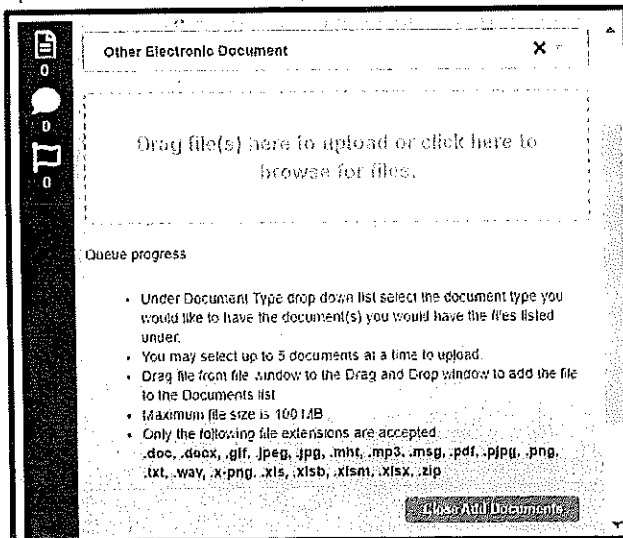 0
Other Electronic Document
0
Drag file(s) here to upload or click here to
browse for files.
0
Queue progress
• Under Document Type drop down list select the document type you
would like to have the document(s) you would have the files listed
under.
• You may select up to 5 documents at a time to upload.
• Drag file from file window to the Drag and Drop window to add the file
to the Documents list
• Maximum file size is 100 MB
• Only the following file extensions are accepted
.doc, .docx, .gif, .jpeg, .jpg, .mht, .mp3, .msg, .pdf, .pjpg, .png,
.txt, .wav, .x-png, .xls, .xlsb, .xlsm, .xlsx, .zip
Close Add Documents